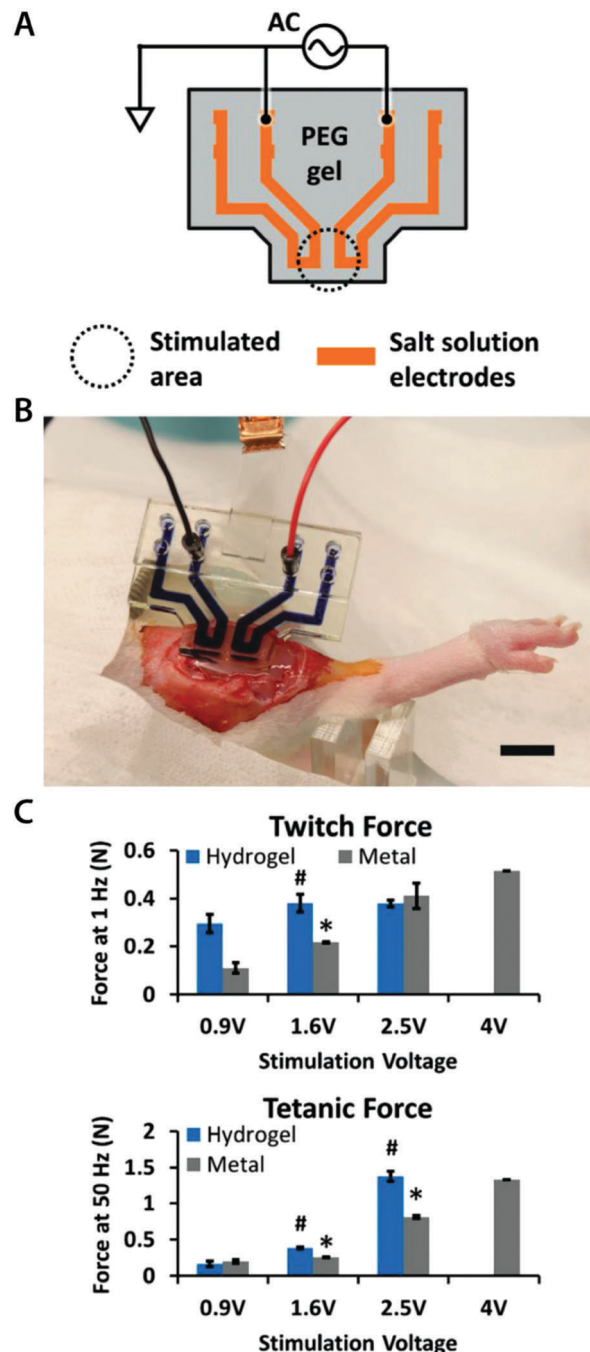 A
AC
PEG
gel
Stimulated
area
Salt solution
electrodes
B
C
Twitch Force
Hydrogel
Metal
Force at 1 Hz (N)
0.6
0.4
0.2
0
#
*
0.9V
1.6V
2.5V
4V
Stimulation Voltage
Tetanic Force
Hydrogel
Metal
Force at 50 Hz (N)
2
1.5
1
0.5
0
#
*
#
*
0.9V
1.6V
2.5V
4V
Stimulation Voltage